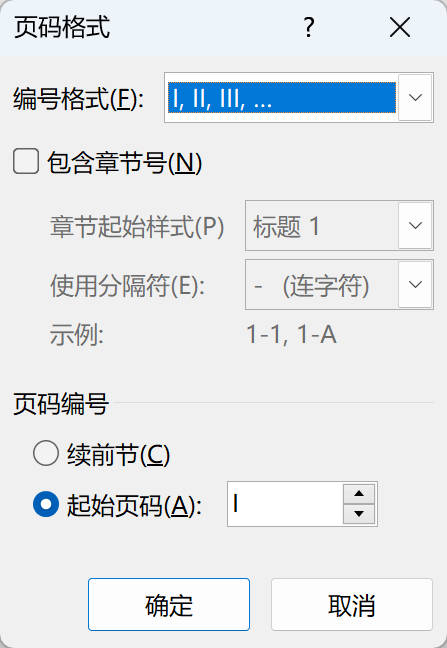 页码格式 ?
编号格式(F): I, II, III, ...
包含章节号(N)
章节起始样式(P) 标题 1
使用分隔符(E): - (连字符)
示例: 1-1, 1-A
页码编号
续前节(C)
起始页码(A): I
确定 取消